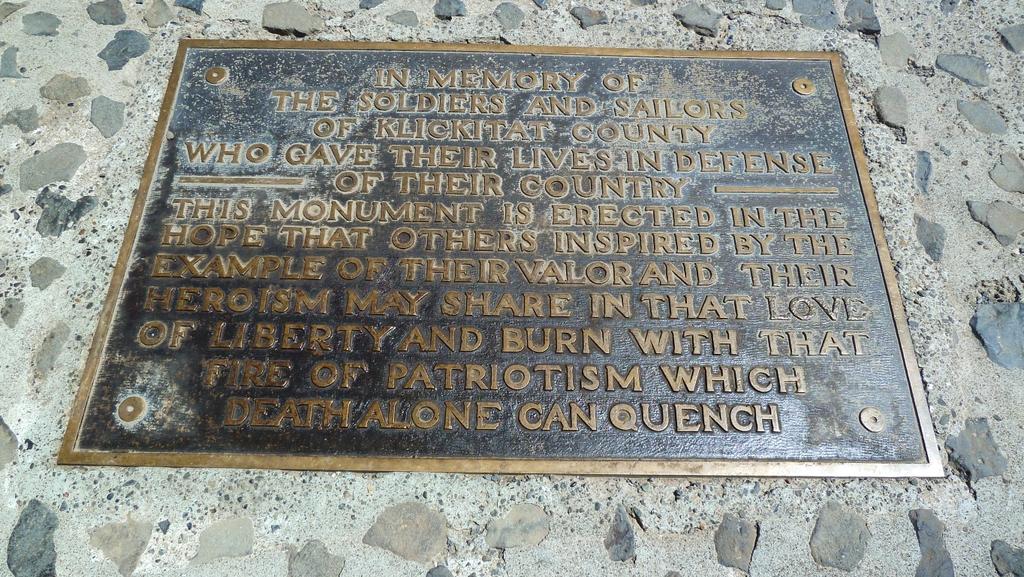 IN MEMORY OF
THE SOLDIERS AND SAILORS
OF KLICKITAT COUNTY
WHO GAVE THEIR LIVES IN DEFENSE
OF THEIR COUNTRY
THIS MONUMENT IS ERECTED IN THE
HOPE THAT OTHERS INSPIRED BY THE
EXAMPLE OF THEIR VALOR AND THEIR
HEROISM MAY SHARE IN THAT LOVE
OF LIBERTY AND BURN WITH THAT
FIRE OF PATRIOTISM WHICH
DEATH ALONE CAN QUENCH